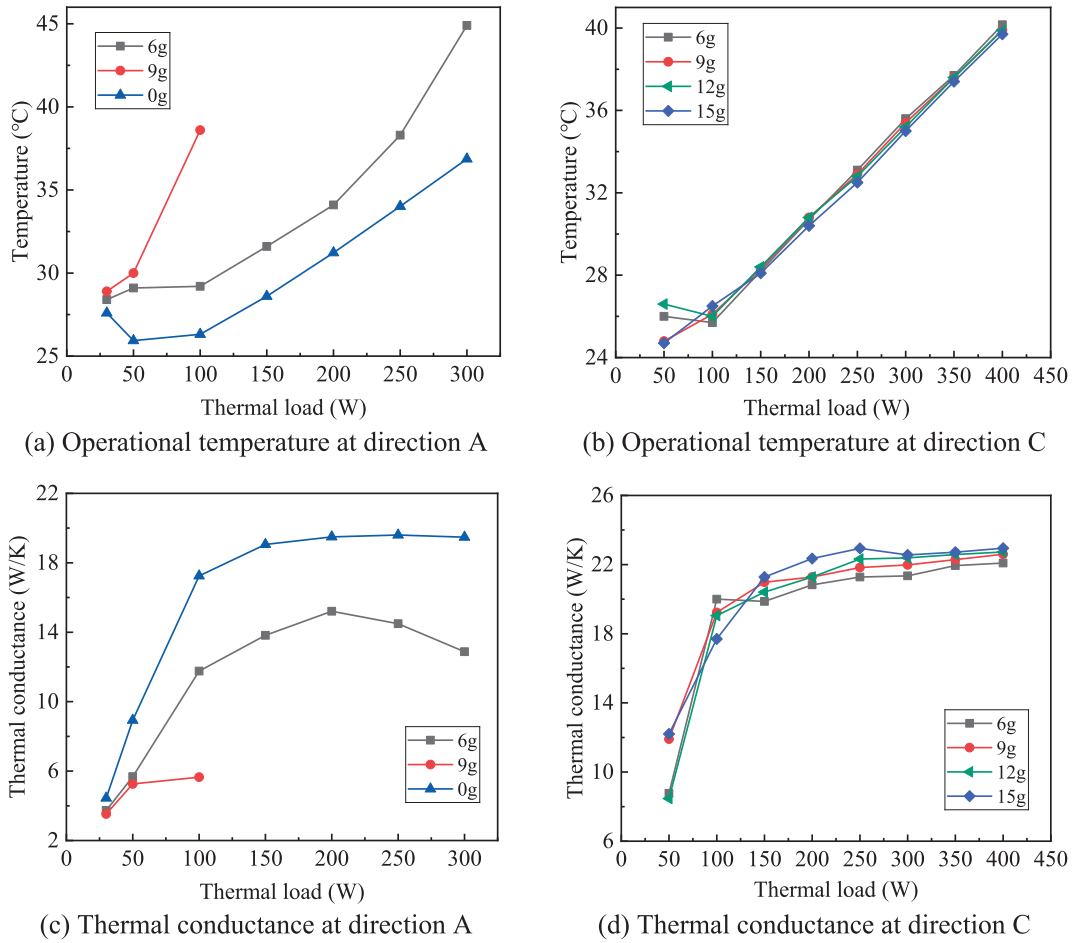 45
40
35
30
25
Temperature (°C)
6g
9g
0g
0 50 100 150 200 250 300
Thermal load (W)
(a) Operational temperature at direction A
40
36
32
28
24
Temperature (°C)
6g
9g
12g
15g
0 50 100 150 200 250 300 350 400 450
Thermal load (W)
(b) Operational temperature at direction C
22
18
14
10
6
2
Thermal conductance (W/K)
6g
9g
0g
0 50 100 150 200 250 300
Thermal load (W)
(c) Thermal conductance at direction A
26
22
18
14
10
6
Thermal conductance (W/K)
6g
9g
12g
15g
0 50 100 150 200 250 300 350 400 450
Thermal load (W)
(d) Thermal conductance at direction C